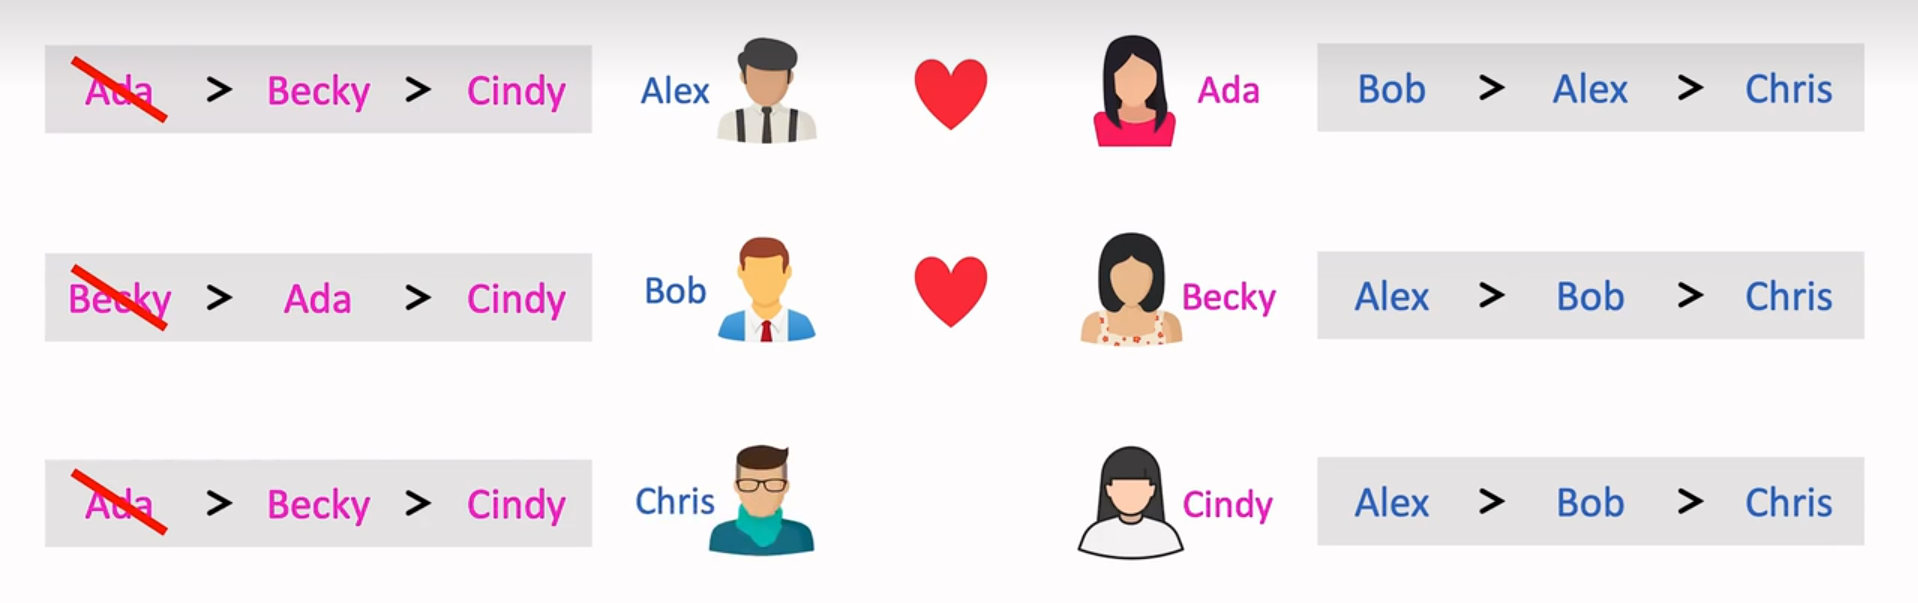 Ada > Becky > Cindy Alex Ada Bob > Alex > Chris
Becky > Ada > Cindy Bob Becky Alex > Bob > Chris
Ada > Becky > Cindy Chris Cindy Alex > Bob > Chris